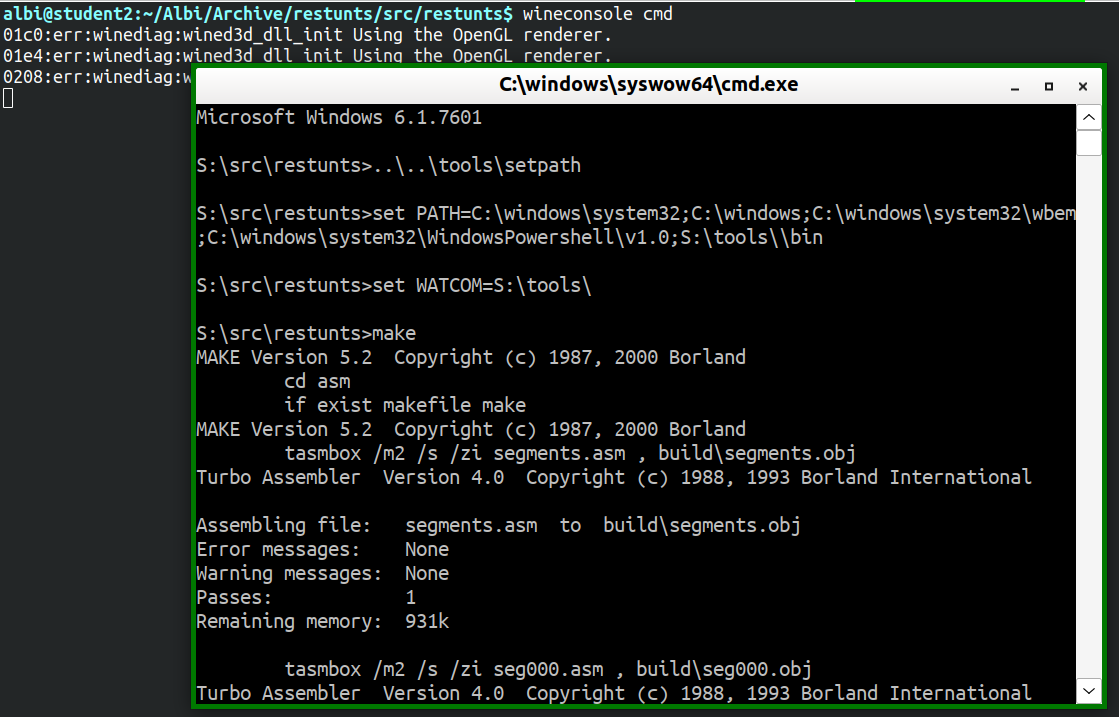 albi@student2:~/Albi/Archive/restunts/src/restunts$ wineconsole cmd
01c0:err:winediag:wined3d_dll_init Using the OpenGL renderer.
01e4:err:winediag:wined3d_dll_init Using the OpenGL renderer.
0208:err:winediag:w
C:\windows\syswow64\cmd.exe
Microsoft Windows 6.1.7601
S:\src\restunts>..\..\tools\setpath
S:\src\restunts>set PATH=C:\windows\system32;C:\windows;C:\windows\system32\wbem
;C:\windows\system32\WindowsPowershell\v1.0;S:\tools\\bin
S:\src\restunts>set WATCOM=S:\tools\
S:\src\restunts>make
MAKE Version 5.2  Copyright (c) 1987, 2000 Borland
        cd asm
        if exist makefile make
MAKE Version 5.2  Copyright (c) 1987, 2000 Borland
        tasmbox /m2 /s /zi segments.asm , build\segments.obj
Turbo Assembler  Version 4.0  Copyright (c) 1988, 1993 Borland International
Assembling file:   segments.asm  to  build\segments.obj
Error messages:    None
Warning messages:  None
Passes:            1
Remaining memory:  931k
        tasmbox /m2 /s /zi seg000.asm , build\seg000.obj
Turbo Assembler  Version 4.0  Copyright (c) 1988, 1993 Borland International